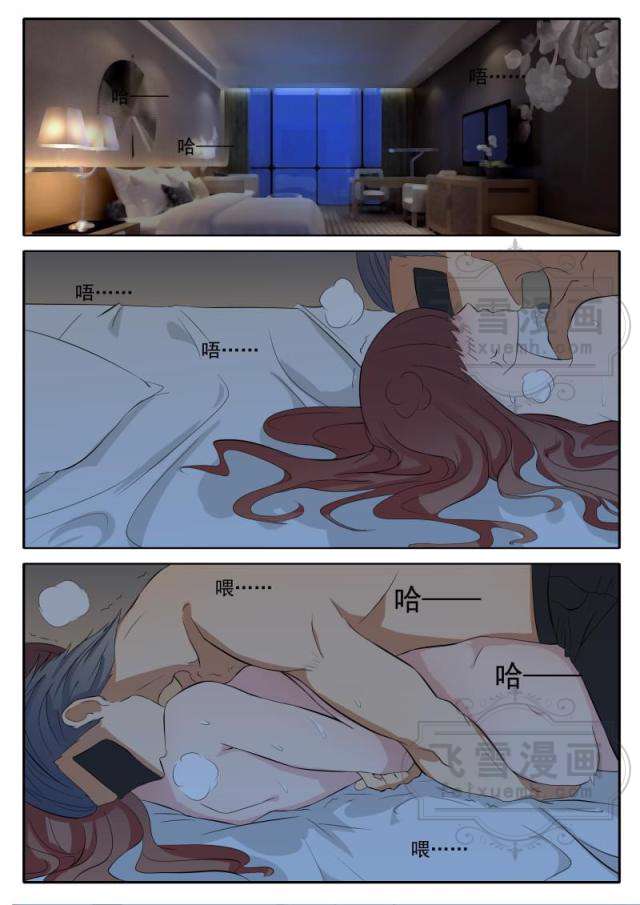 哈——
哈——
唔……
唔……
唔……
飞雪漫画
feixuemh.com
喂……
哈——
哈——
飞雪漫画
feixuemh.com
喂……